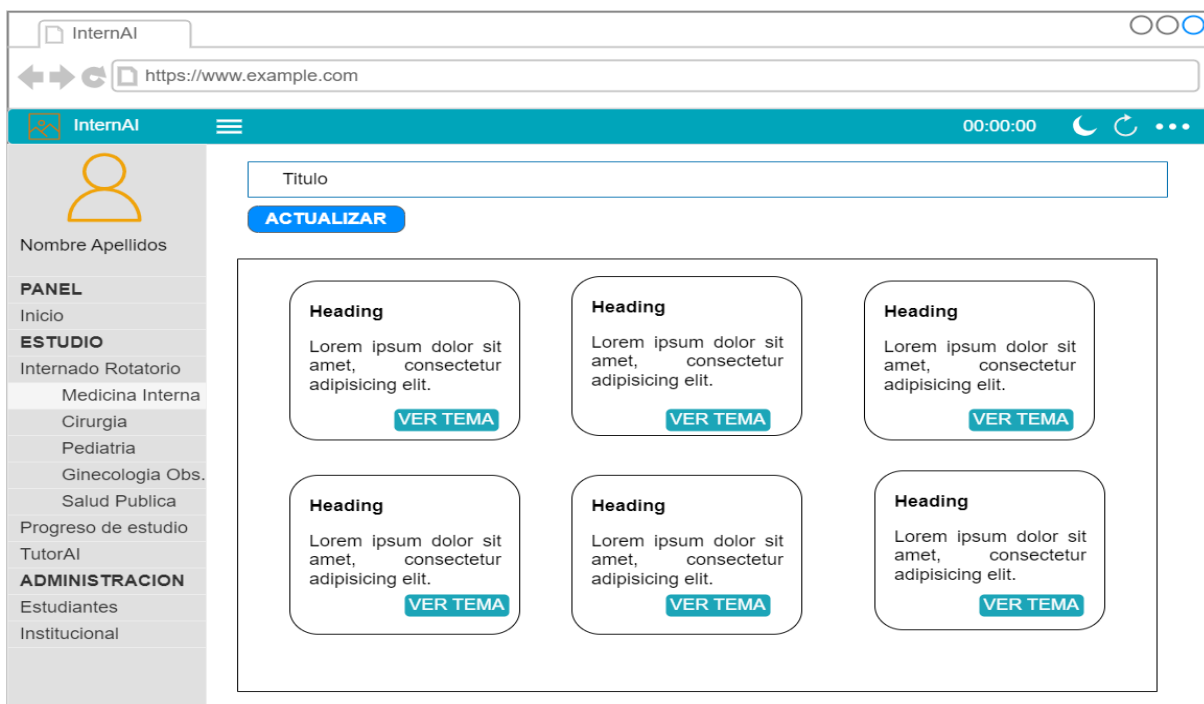 InternAI
https://www.example.com
InternAI
00:00:00
Nombre Apellidos
PANEL
Inicio
ESTUDIO
Internado Rotatorio
Medicina Interna
Cirurgia
Pediatria
Ginecologia Obs.
Salud Publica
Progreso de estudio
TutorAI
ADMINISTRACION
Estudiantes
Institucional
Titulo
ACTUALIZAR
Heading
Lorem ipsum dolor sit
amet, consectetur
adipisicing elit.
VER TEMA
Heading
Lorem ipsum dolor sit
amet, consectetur
adipisicing elit.
VER TEMA
Heading
Lorem ipsum dolor sit
amet, consectetur
adipisicing elit.
VER TEMA
Heading
Lorem ipsum dolor sit
amet, consectetur
adipisicing elit.
VER TEMA
Heading
Lorem ipsum dolor sit
amet, consectetur
adipisicing elit.
VER TEMA
Heading
Lorem ipsum dolor sit
amet, consectetur
adipisicing elit.
VER TEMA